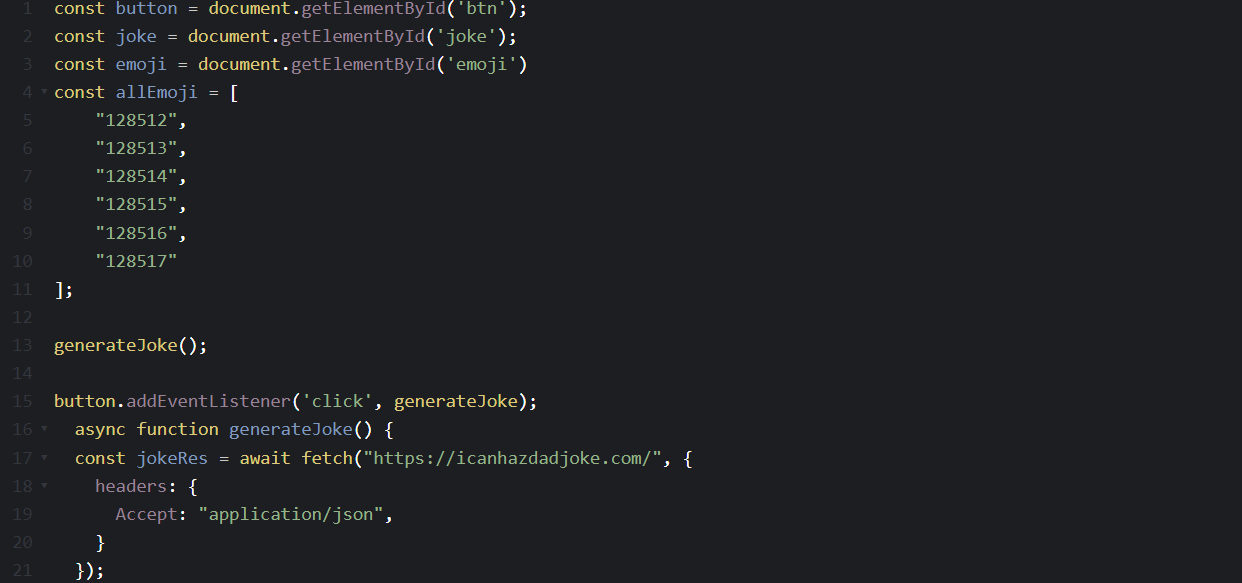 1 const button = document.getElementById('btn');
2 const joke = document.getElementById('joke');
3 const emoji = document.getElementById('emoji')
4 const allEmoji = [
5     "128512",
6     "128513",
7     "128514",
8     "128515",
9     "128516",
10     "128517"
11 ];
12
13 generateJoke();
14
15 button.addEventListener('click', generateJoke);
16   async function generateJoke() {
17   const jokeRes = await fetch("https://icanhazdadjoke.com/", {
18     headers: {
19       Accept: "application/json",
20     }
21   });